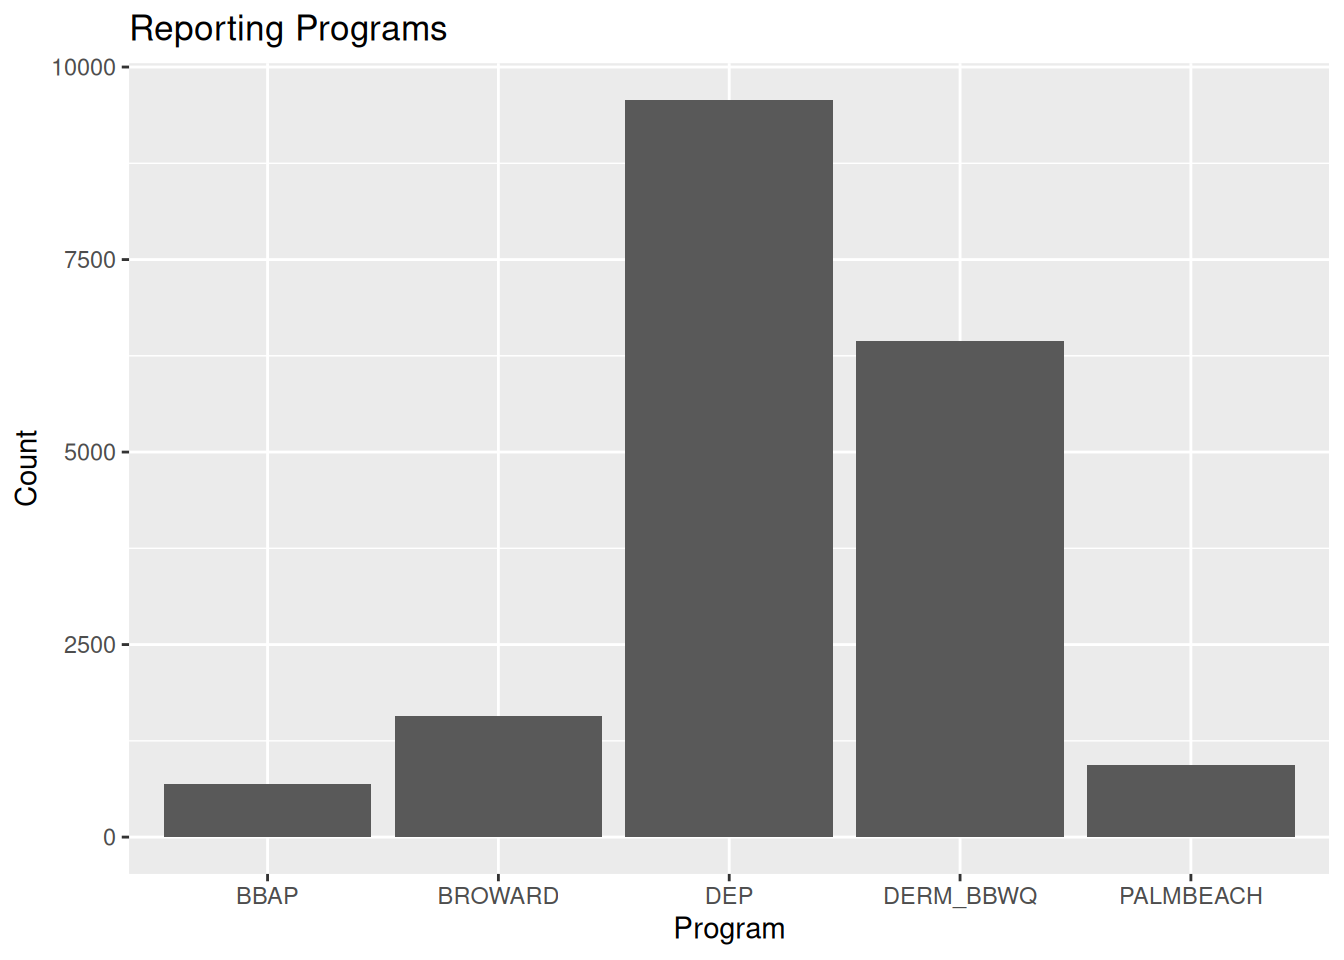 Reporting Programs
10000
7500
5000
2500
0
Count
BBAP BROWARD DEP DERM_BBWQ PALMBEACH
Program